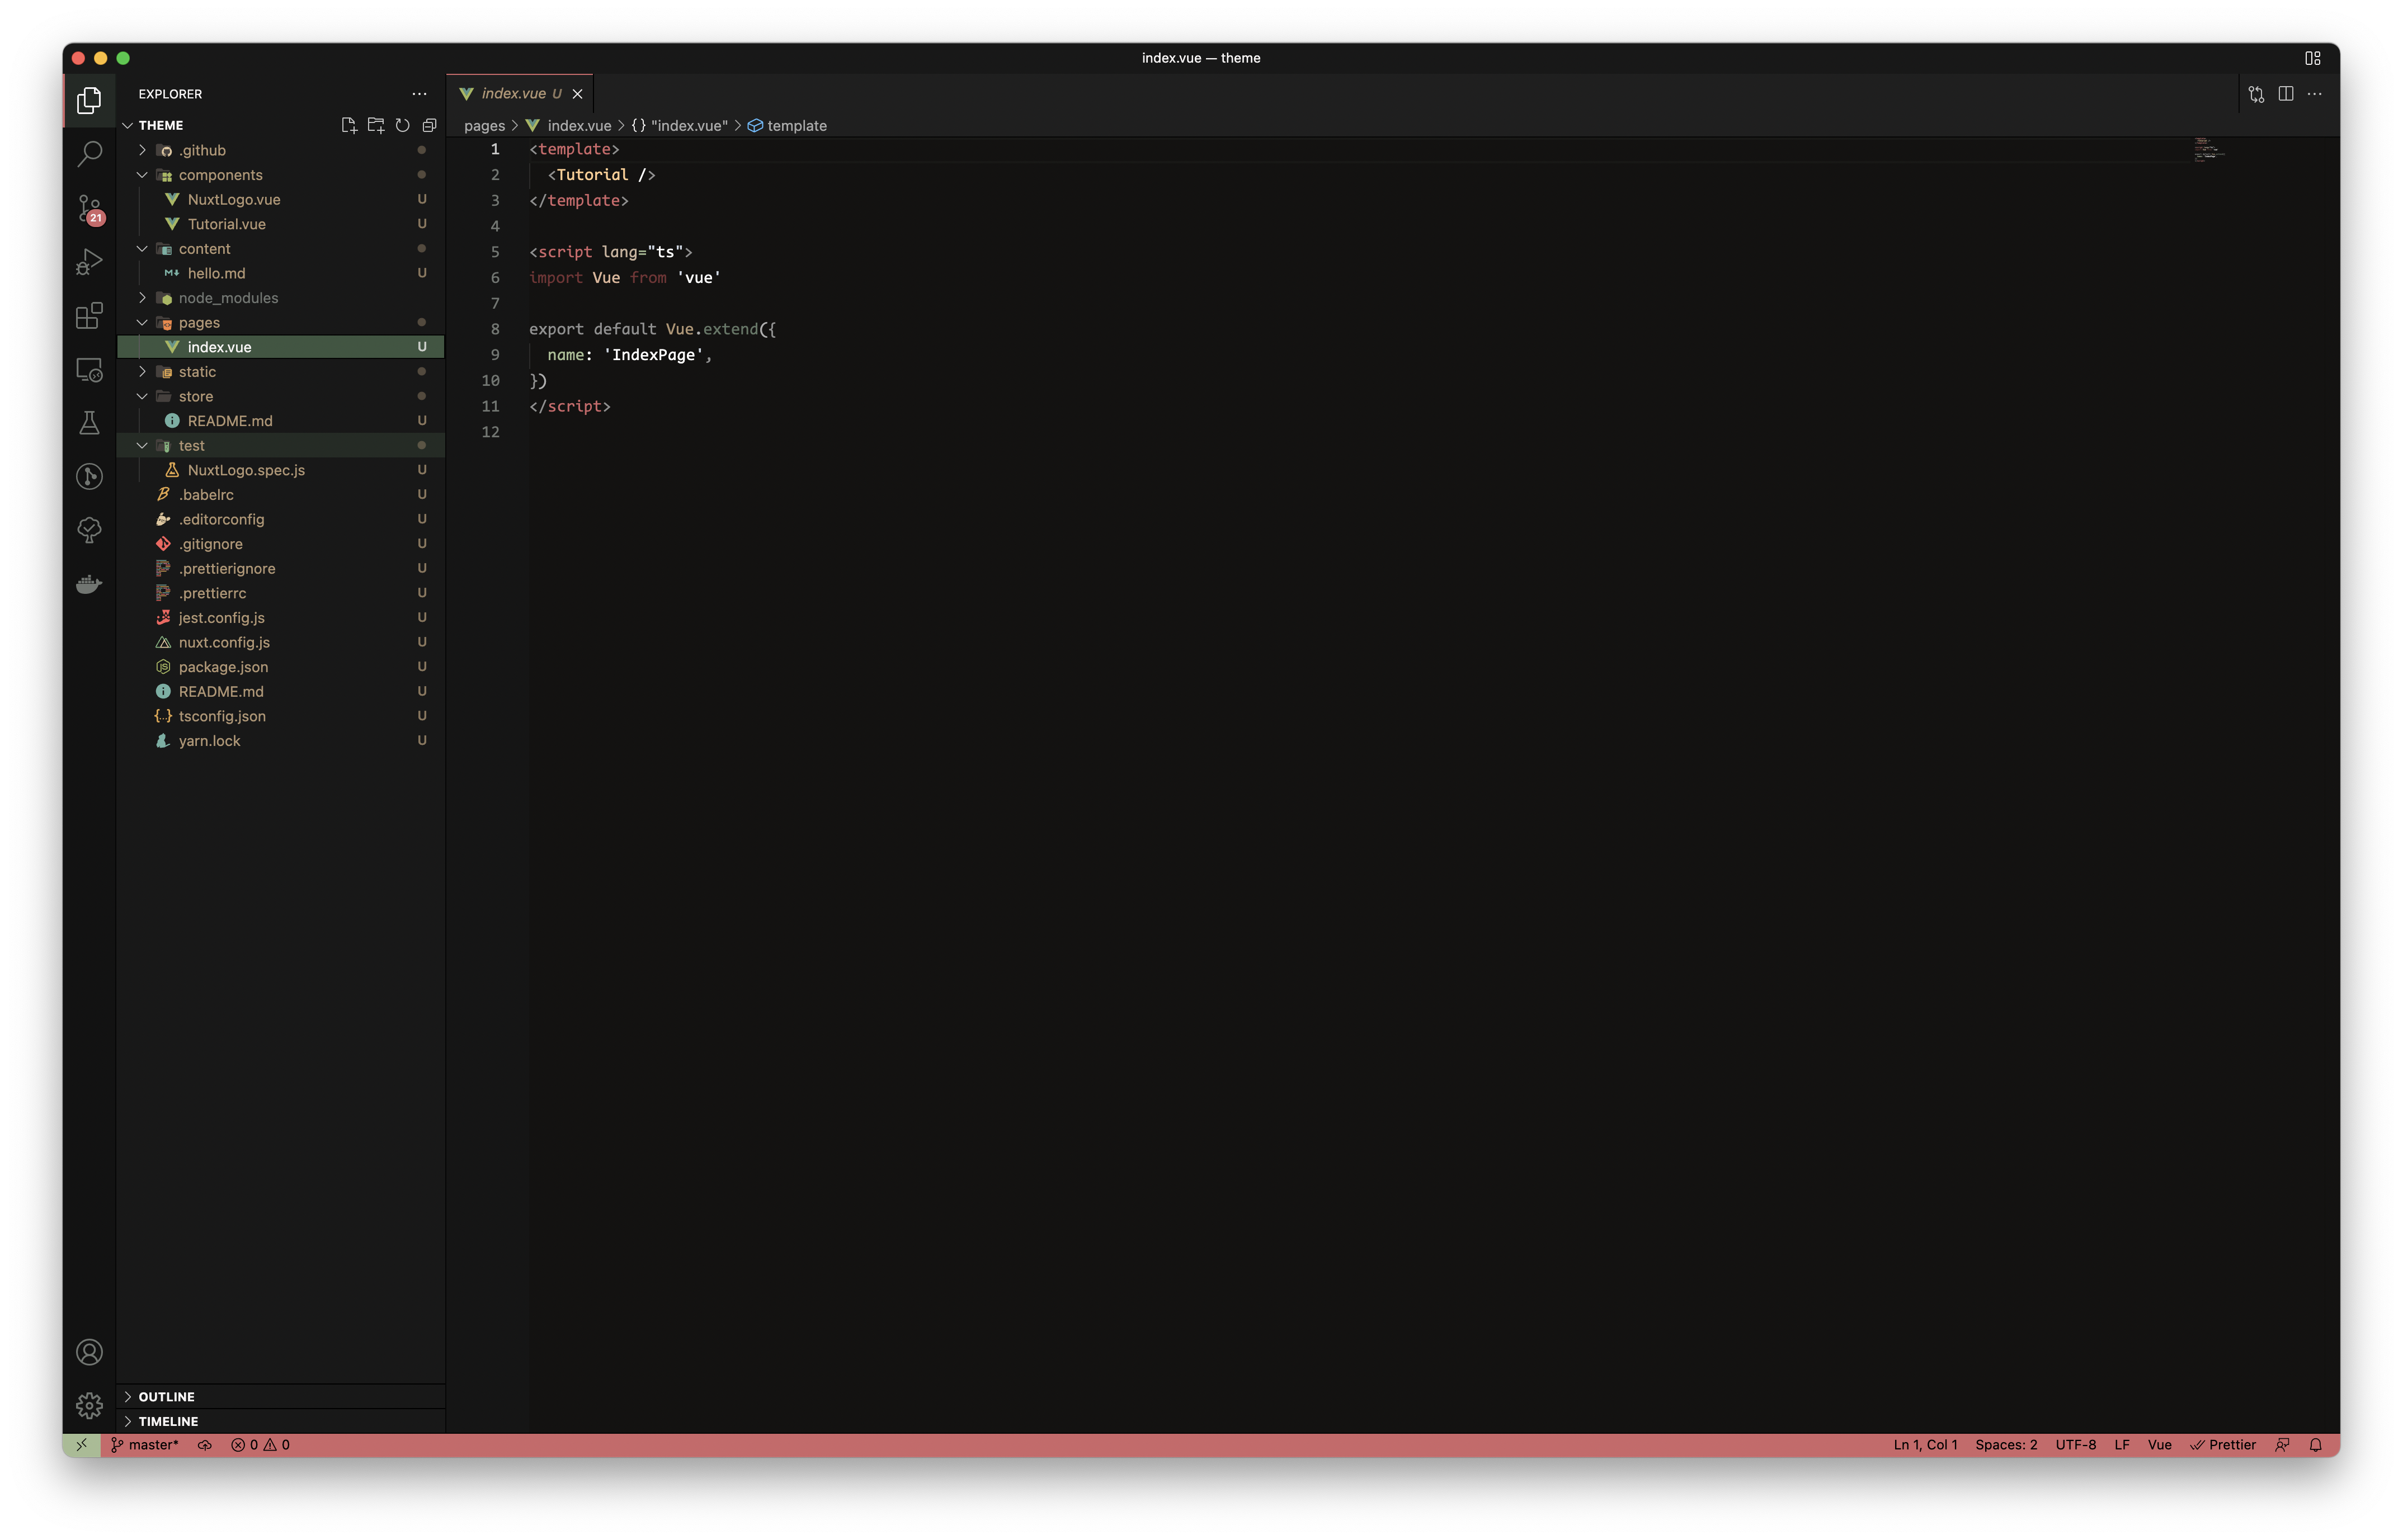 index.vue — theme
EXPLORER
THEME
.github
components
NuxtLogo.vue U
Tutorial.vue U
content
hello.md U
node_modules
pages
index.vue U
static
store
README.md U
test
NuxtLogo.spec.js U
.babelrc U
.editorconfig U
.gitignore U
.prettierignore U
.prettierrc U
jest.config.js U
nuxt.config.js U
package.json U
README.md U
tsconfig.json U
yarn.lock U
OUTLINE
TIMELINE
21
index.vue U
pages > index.vue > {} "index.vue" > template
1 <template>
2   <Tutorial />
3 </template>
4
5 <script lang="ts">
6 import Vue from 'vue'
7
8 export default Vue.extend({
9   name: 'IndexPage',
10 })
11 </script>
12
master* 0 0 Ln 1, Col 1 Spaces: 2 UTF-8 LF Vue Prettier